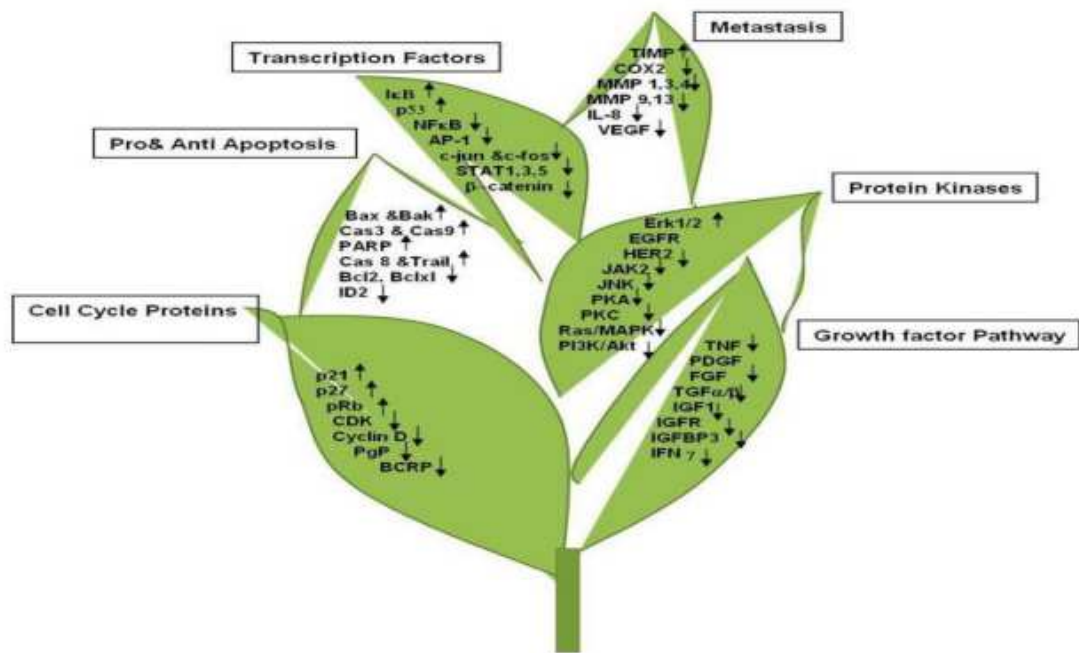 Metastasis
TIMP ↑
COX2 ↓
MMP 1,3,4↓
MMP 9,13 ↓
IL-8 ↓
VEGF ↓
Transcription Factors
IκB ↑
p53 ↑
NFκB ↓
AP-1 ↓
c-jun &c-fos↓
STAT1,3,5 ↓
β-catenin ↓
Pro& Anti Apoptosis
Bax &Bak↑
Cas3 & Cas9↑
PARP ↑
Cas 8 &Trail↑
Bcl2, Bclxl ↓
ID2 ↓
Protein Kinases
Erk1/2 ↑
EGFR
HER2↓
JAK2↓
JNK↓
PKA↓
PKC ↓
Ras/MAPK↓
PI3K/Akt ↓
Cell Cycle Proteins
p21 ↑
p27 ↑
pRb ↑
CDK ↓
Cyclin D ↓
PgP ↓
BCRP ↓
Growth factor Pathway
TNF ↓
PDGF
FGF ↓
TGFα/β↓
IGF1↓
IGFR ↓
IGFBP3 ↓
IFN γ ↓